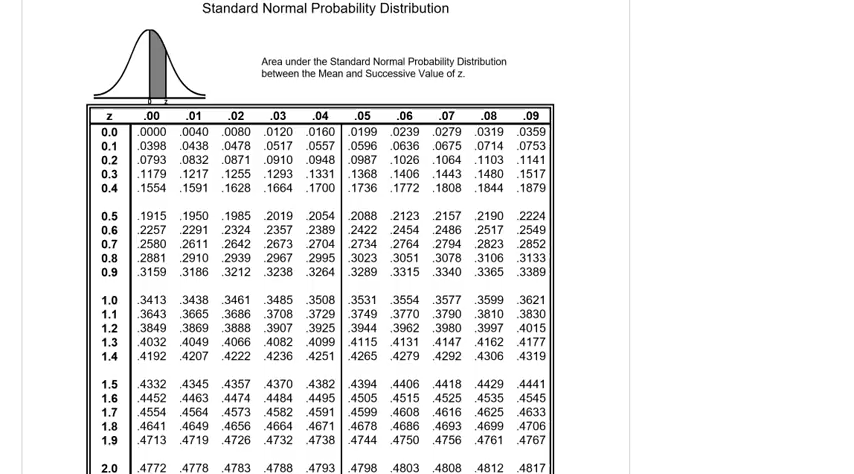 Standard Normal Probability Distribution
Area under the Standard Normal Probability Distribution
between the Mean and Successive Value of z.
0 z
z .00 .01 .02 .03 .04 .05 .06 .07 .08 .09
0.0 .0000 .0040 .0080 .0120 .0160 .0199 .0239 .0279 .0319 .0359
0.1 .0398 .0438 .0478 .0517 .0557 .0596 .0636 .0675 .0714 .0753
0.2 .0793 .0832 .0871 .0910 .0948 .0987 .1026 .1064 .1103 .1141
0.3 .1179 .1217 .1255 .1293 .1331 .1368 .1406 .1443 .1480 .1517
0.4 .1554 .1591 .1628 .1664 .1700 .1736 .1772 .1808 .1844 .1879
0.5 .1915 .1950 .1985 .2019 .2054 .2088 .2123 .2157 .2190 .2224
0.6 .2257 .2291 .2324 .2357 .2389 .2422 .2454 .2486 .2517 .2549
0.7 .2580 .2611 .2642 .2673 .2704 .2734 .2764 .2794 .2823 .2852
0.8 .2881 .2910 .2939 .2967 .2995 .3023 .3051 .3078 .3106 .3133
0.9 .3159 .3186 .3212 .3238 .3264 .3289 .3315 .3340 .3365 .3389
1.0 .3413 .3438 .3461 .3485 .3508 .3531 .3554 .3577 .3599 .3621
1.1 .3643 .3665 .3686 .3708 .3729 .3749 .3770 .3790 .3810 .3830
1.2 .3849 .3869 .3888 .3907 .3925 .3944 .3962 .3980 .3997 .4015
1.3 .4032 .4049 .4066 .4082 .4099 .4115 .4131 .4147 .4162 .4177
1.4 .4192 .4207 .4222 .4236 .4251 .4265 .4279 .4292 .4306 .4319
1.5 .4332 .4345 .4357 .4370 .4382 .4394 .4406 .4418 .4429 .4441
1.6 .4452 .4463 .4474 .4484 .4495 .4505 .4515 .4525 .4535 .4545
1.7 .4554 .4564 .4573 .4582 .4591 .4599 .4608 .4616 .4625 .4633
1.8 .4641 .4649 .4656 .4664 .4671 .4678 .4686 .4693 .4699 .4706
1.9 .4713 .4719 .4726 .4732 .4738 .4744 .4750 .4756 .4761 .4767
2.0 .4772 .4778 .4783 .4788 .4793 .4798 .4803 .4808 .4812 .4817